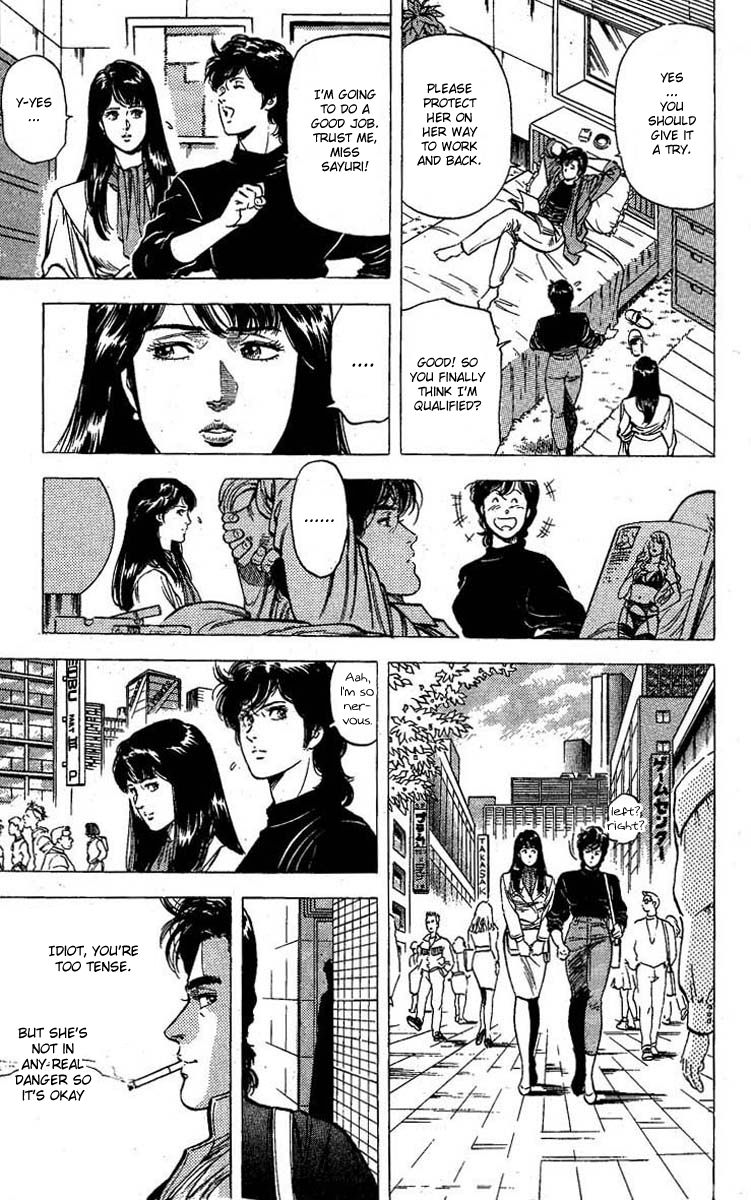 YES
...
YOU
SHOULD
GIVE IT
A TRY.
PLEASE
PROTECT
HER ON
HER WAY
TO WORK
AND BACK.
GOOD! SO
YOU FINALLY
THINK I'M
QUALIFIED?
I'M GOING
TO DO A
GOOD JOB.
TRUST ME,
MISS
SAYURI!
Y-YES
...
....
......
left?
right?
ゲームセンター
TAKASAK
Aah,
I'm so
ner-
vous.
III
P
IDIOT, YOU'RE
TOO TENSE.
BUT SHE'S
NOT IN
ANY-REAL
DANGER SO
IT'S OKAY